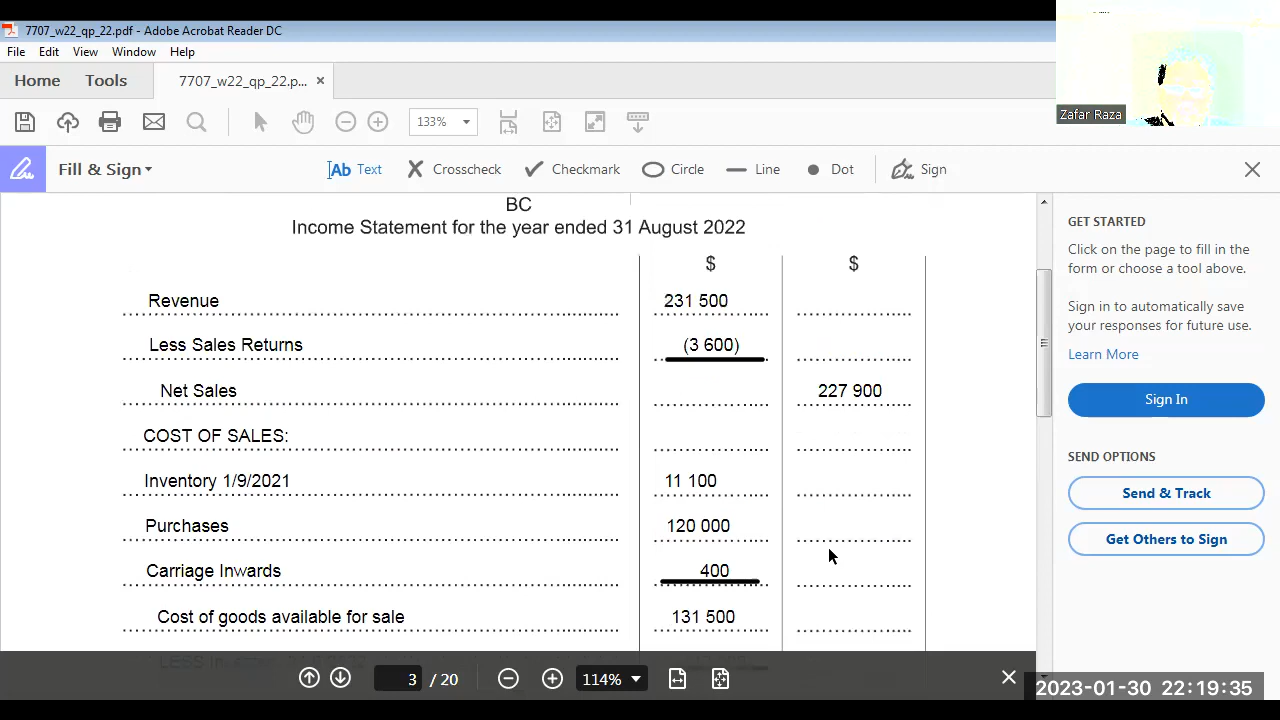 7707_w22_qp_22.pdf - Adobe Acrobat Reader DC
File Edit View Window Help
Home Tools 7707_w22_qp_22.p... ×
133%
Zafar Raza
Fill & Sign
Text Crosscheck Checkmark Circle Line Dot Sign
BC
Income Statement for the year ended 31 August 2022
$ $
Revenue 231 500
Less Sales Returns (3 600)
Net Sales 227 900
COST OF SALES:
Inventory 1/9/2021 11 100
Purchases 120 000
Carriage Inwards 400
Cost of goods available for sale 131 500
GET STARTED
Click on the page to fill in the
form or choose a tool above.
Sign in to automatically save
your responses for future use.
Learn More
Sign In
SEND OPTIONS
Send & Track
Get Others to Sign
3 / 20
114%
2023-01-30 22:19:35